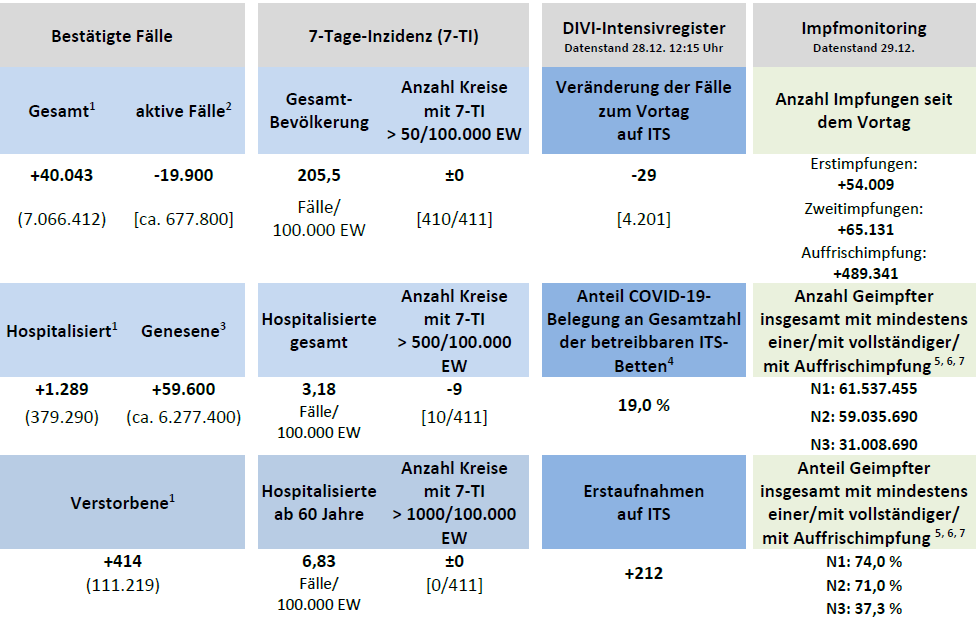 Bestätigte Fälle
7-Tage-Inzidenz (7-TI)
DIVI-Intensivregister
Datenstand 28.12. 12:15 Uhr
Impfmonitoring
Datenstand 29.12.
Gesamt¹
aktive Fälle²
Gesamt-
Bevölkerung
Anzahl Kreise
mit 7-TI
> 50/100.000 EW
Veränderung der Fälle
zum Vortag
auf ITS
Anzahl Impfungen seit
dem Vortag
+40.043
(7.066.412)
-19.900
[ca. 677.800]
205,5
Fälle/
100.000 EW
±0
[410/411]
-29
[4.201]
Erstimpfungen:
+54.009
Zweitimpfungen:
+65.131
Auffrischimpfung:
+489.341
Hospitalisiert¹
Genesene³
Hospitalisierte
gesamt
Anzahl Kreise
mit 7-TI
> 500/100.000
EW
Anteil COVID-19-
Belegung an Gesamtzahl
der betreibbaren ITS-
Betten⁴
Anzahl Geimpfter
insgesamt mit mindestens
einer/mit vollständiger/
mit Auffrischimpfung ⁵, ⁶, ⁷
+1.289
(379.290)
+59.600
(ca. 6.277.400)
3,18
Fälle/
100.000 EW
-9
[10/411]
19,0 %
N1: 61.537.455
N2: 59.035.690
N3: 31.008.690
Verstorbene¹
Hospitalisierte
ab 60 Jahre
Anzahl Kreise
mit 7-TI
> 1000/100.000
EW
Erstaufnahmen
auf ITS
Anteil Geimpfter
insgesamt mit mindestens
einer/mit vollständiger/
mit Auffrischimpfung ⁵, ⁶, ⁷
+414
(111.219)
6,83
Fälle/
100.000 EW
±0
[0/411]
+212
N1: 74,0 %
N2: 71,0 %
N3: 37,3 %